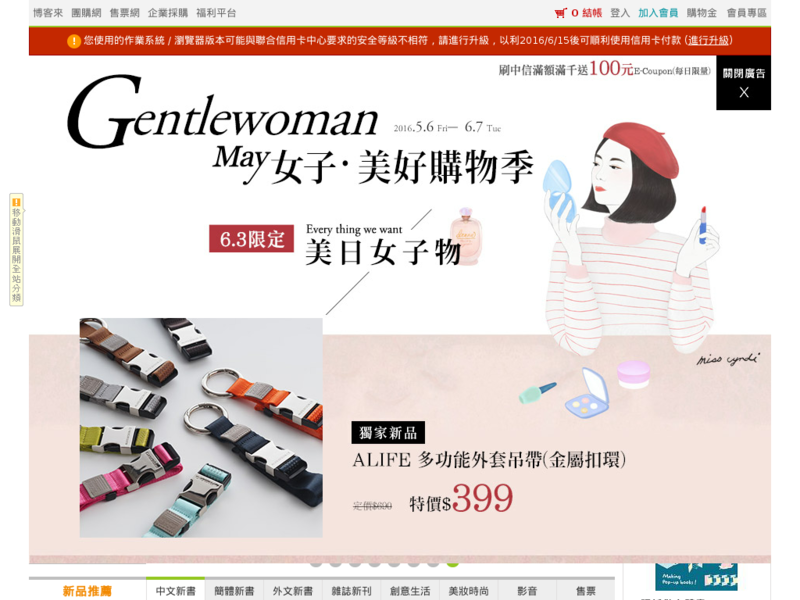 博客來 團購網 售票網 企業採購 福利平台
0 結帳 登入 加入會員 購物金 會員專區
您使用的作業系統 / 瀏覽器版本可能與聯合信用卡中心要求的安全等級不相符，請進行升級，以利2016/6/15後可順利使用信用卡付款 (進行升級)
刷中信滿額滿千送100元E-Coupon(每日限量)
關閉廣告
X
Gentlewoman
2016.5.6 Fri— 6.7 Tue
May女子·美好購物季
移動滑鼠展開全站分類
6.3限定
Every thing we want
美日女子物
miss cyndi
獨家新品
ALIFE 多功能外套吊帶(金屬扣環)
定價$690 特價$399
Making
Pop-up books!
新品推薦 中文新書 簡體新書 外文新書 雜誌新刊 創意生活 美妝時尚 影音 售票